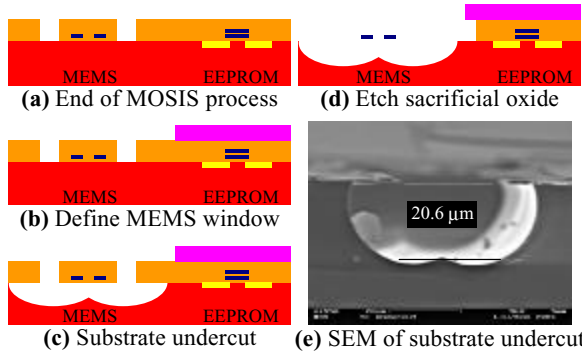 MEMS EEPROM
(a) End of MOSIS process
MEMS EEPROM
(b) Define MEMS window
MEMS EEPROM
(c) Substrate undercut
MEMS EEPROM
(d) Etch sacrificial oxide
20.6 µm
(e) SEM of substrate undercut